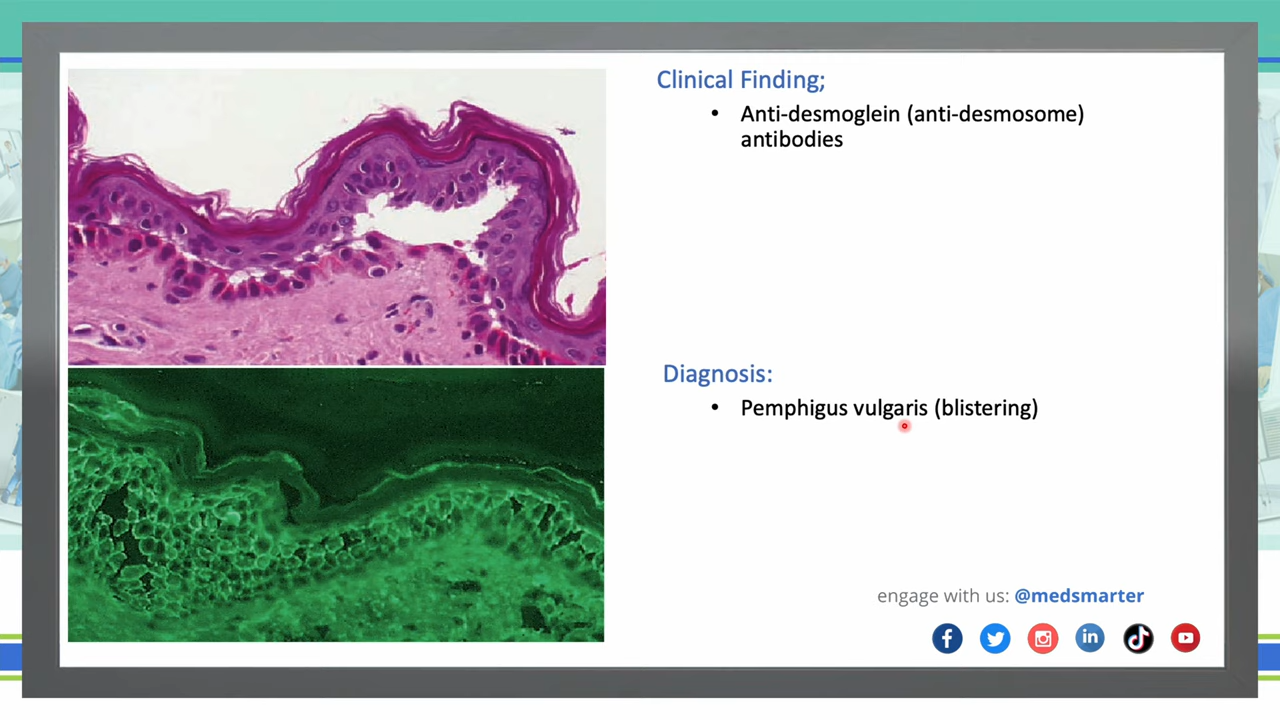 Clinical Finding;
• Anti-desmoglein (anti-desmosome)
antibodies
Diagnosis:
• Pemphigus vulgaris (blistering)
engage with us: @medsmarter